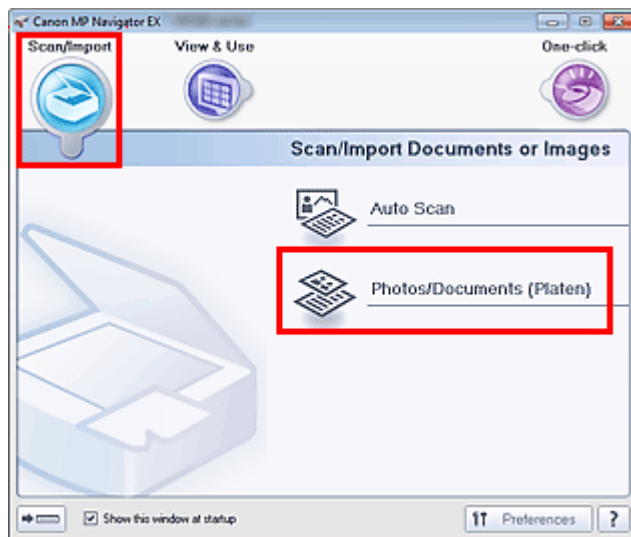 Canon MP Navigator EX
Scan/Import
View & Use
One-click
Scan/Import Documents or Images
Auto Scan
Photos/Documents (Platen)
Show this window at startup
Preferences
?